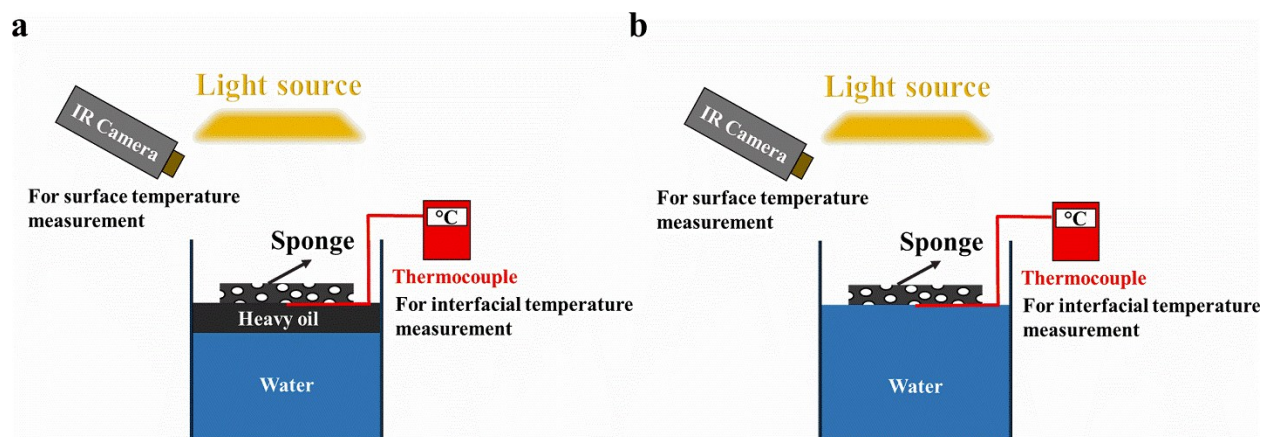 a
Light source
IR Camera
For surface temperature
measurement
°C
Sponge
Thermocouple
For interfacial temperature
measurement
Heavy oil
Water
b
Light source
IR Camera
For surface temperature
measurement
°C
Sponge
Thermocouple
For interfacial temperature
measurement
Water